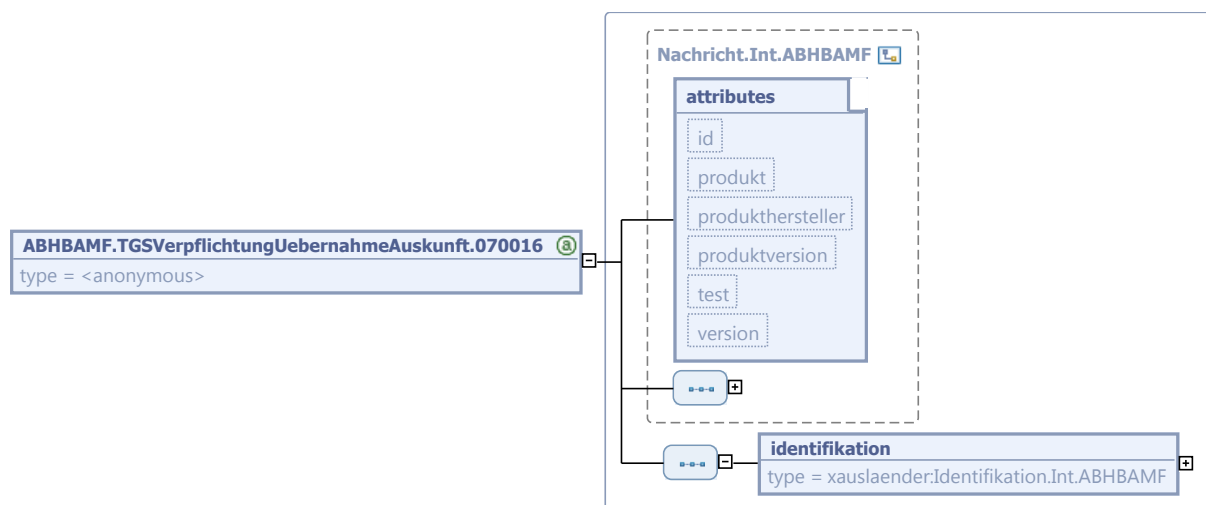 Nachricht.Int.ABHBAMF
attributes
id
produkt
produkthersteller
produktversion
test
version
ABHBAMF.TGSVerpflichtungUebernahmeAuskunft.070016 a
type = <anonymous>
identifikation
type = xauslaender:Identifikation.Int.ABHBAMF